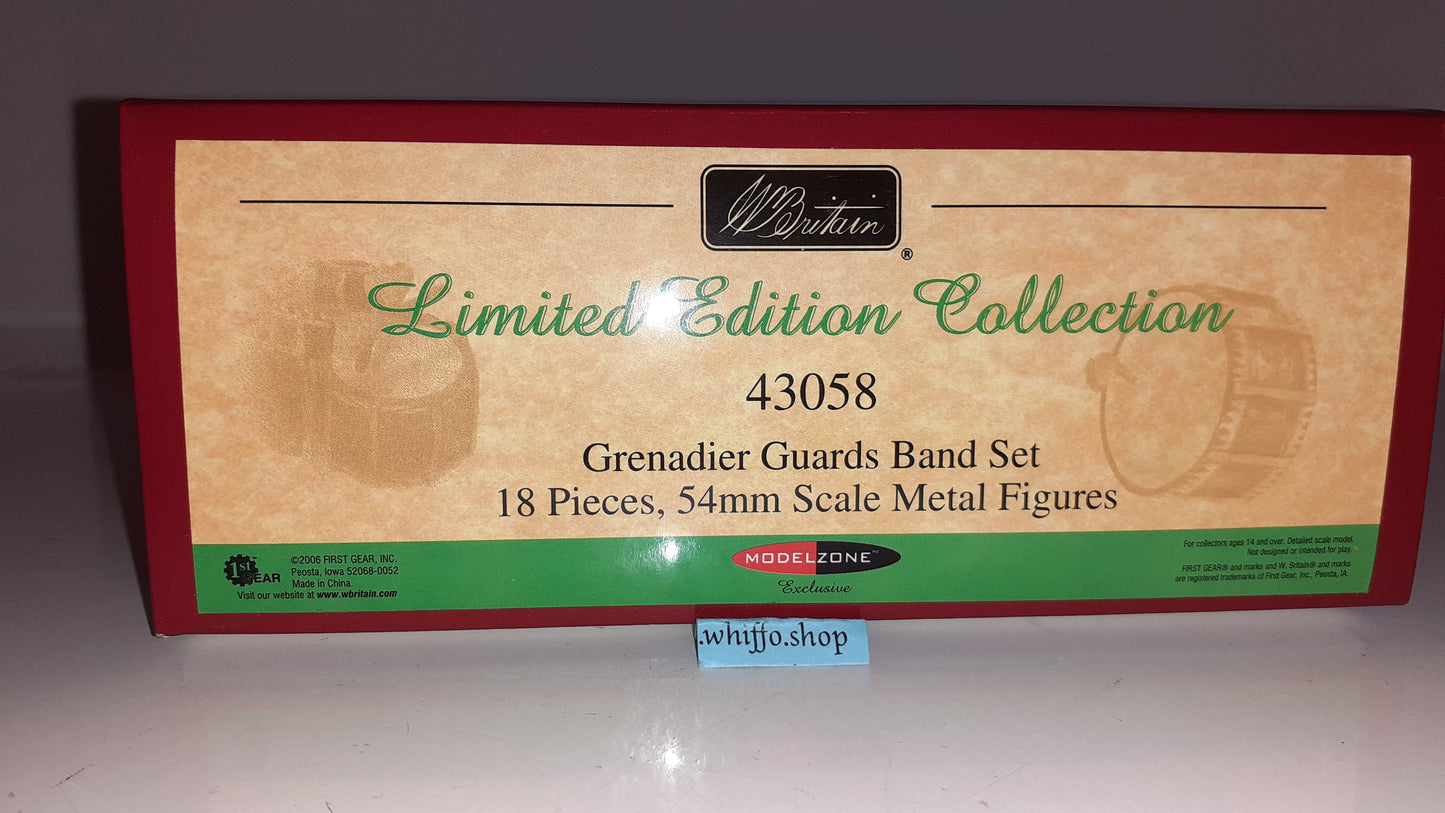 W Britain
®
Limited Edition Collection
43058
Grenadier Guards Band Set
18 Pieces, 54mm Scale Metal Figures
1st GEAR™
©2006 FIRST GEAR, INC.
Peosta, Iowa 52068-0052
Made in China.
Visit our website at www.wbritain.com
MODELZONE
Exclusive
For collectors ages 14 and over. Detailed scale model.
Not designed or intended for play.
FIRST GEAR® and marks and W. Britain® and marks
are registered trademarks of First Gear, Inc., Peosta, IA.
.whiffo.shop